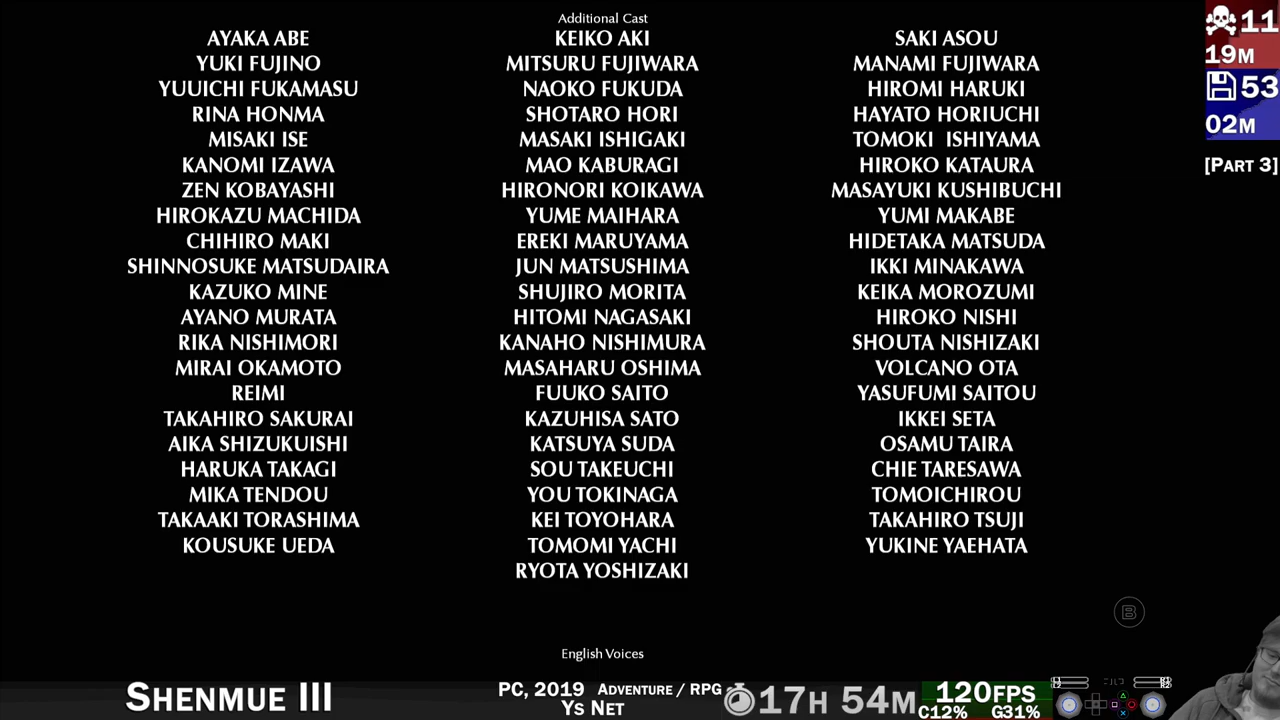 Additional Cast
AYAKA ABE KEIKO AKI SAKI ASOU
YUKI FUJINO MITSURU FUJIWARA MANAMI FUJIWARA
YUUICHI FUKAMASU NAOKO FUKUDA HIROMI HARUKI
RINA HONMA SHOTARO HORI HAYATO HORIUCHI
MISAKI ISE MASAKI ISHIGAKI TOMOKI ISHIYAMA
KANOMI IZAWA MAO KABURAGI HIROKO KATAURA
ZEN KOBAYASHI HIRONORI KOIKAWA MASAYUKI KUSHIBUCHI
HIROKAZU MACHIDA YUME MAIHARA YUMI MAKABE
CHIHIRO MAKI EREKI MARUYAMA HIDETAKA MATSUDA
SHINNOSUKE MATSUDAIRA JUN MATSUSHIMA IKKI MINAKAWA
KAZUKO MINE SHUJIRO MORITA KEIKA MOROZUMI
AYANO MURATA HITOMI NAGASAKI HIROKO NISHI
RIKA NISHIMORI KANAHO NISHIMURA SHOUTA NISHIZAKI
MIRAI OKAMOTO MASAHARU OSHIMA VOLCANO OTA
REIMI FUUKO SAITO YASUFUMI SAITOU
TAKAHIRO SAKURAI KAZUHISA SATO IKKEI SETA
AIKA SHIZUKUISHI KATSUYA SUDA OSAMU TAIRA
HARUKA TAKAGI SOU TAKEUCHI CHIE TARESAWA
MIKA TENDOU YOU TOKINAGA TOMOICHIROU
TAKAAKI TORASHIMA KEI TOYOHARA TAKAHIRO TSUJI
KOUSUKE UEDA TOMOMI YACHI YUKINE YAEHATA
RYOTA YOSHIZAKI
English Voices
11
19M
53
02M
[PART 3]
B
SHENMUE III
PC, 2019 ADVENTURE / RPG
YS NET
17H 54M
120FPS
C12% G31%